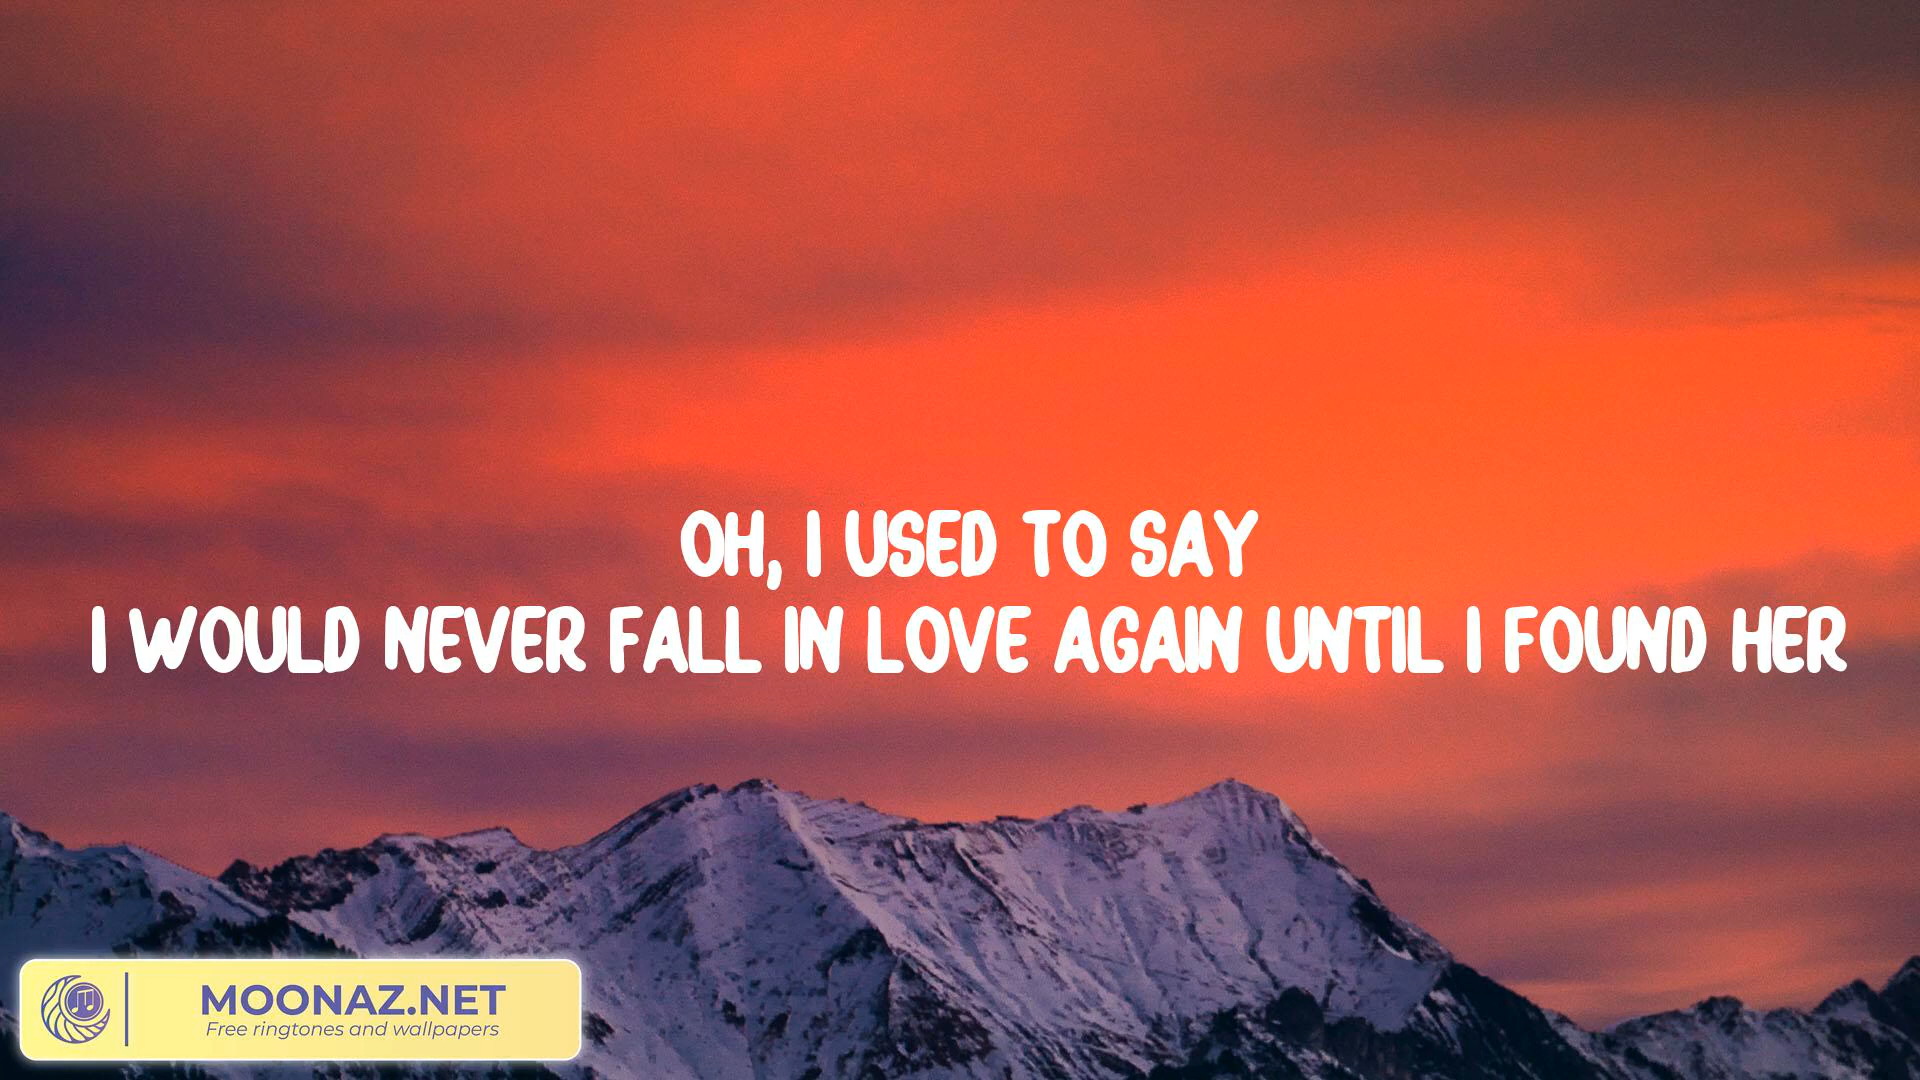 OH, I USED TO SAY
I WOULD NEVER FALL IN LOVE AGAIN UNTIL I FOUND HER
MOONAZ.NET
Free ringtones and wallpapers